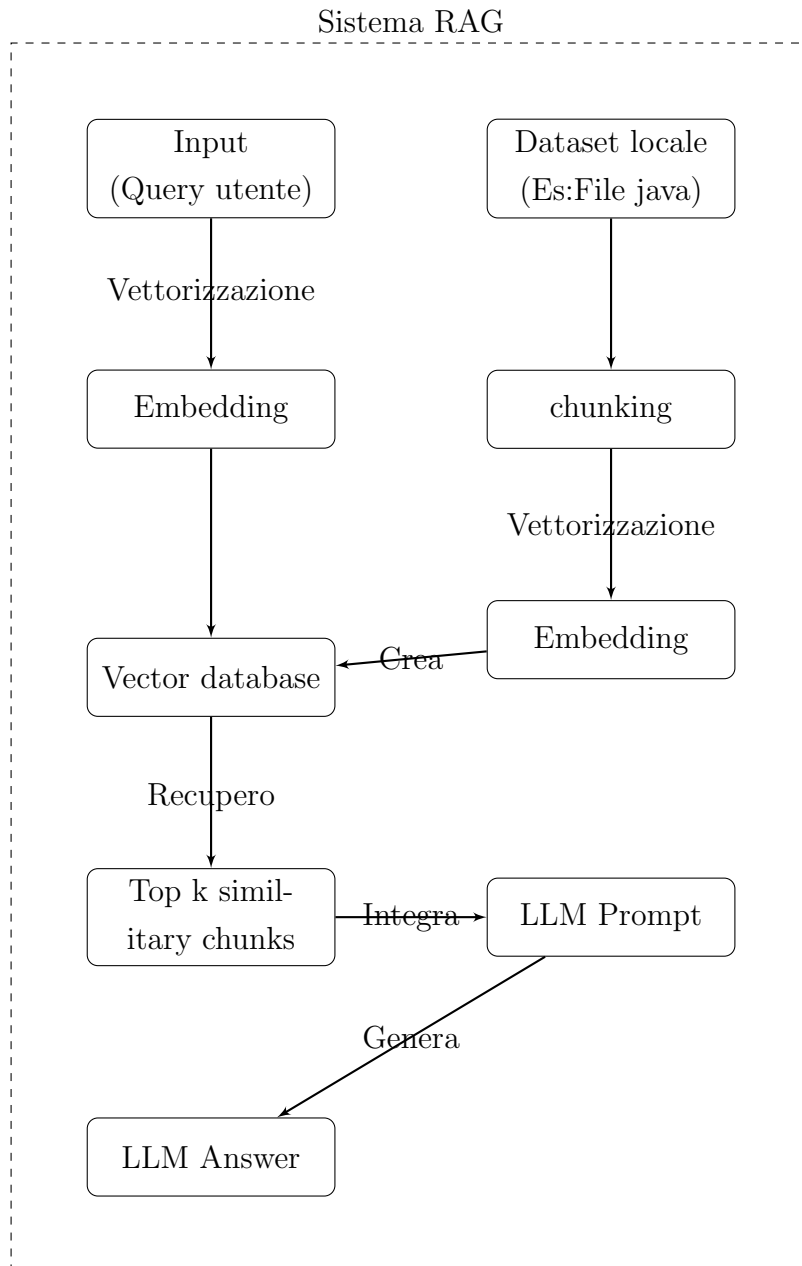 Sistema RAG
Input
(Query utente)
Dataset locale
(Es:File java)
Vettorizzazione
Embedding
chunking
Vettorizzazione
Embedding
Crea
Vector database
Recupero
Top k simil-
itary chunks
Integra
LLM Prompt
Genera
LLM Answer